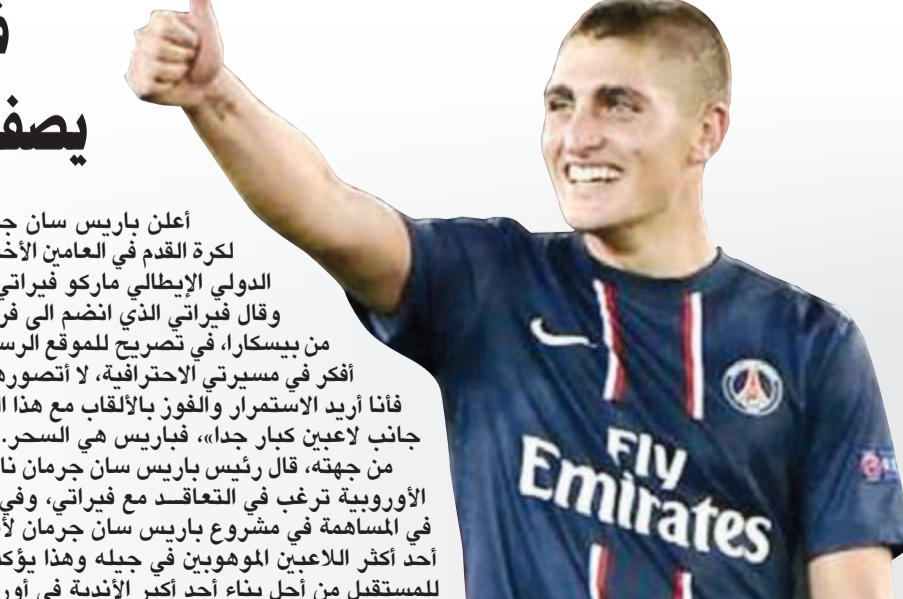 يصف
أعلن باريس سان جر
لكرة القدم في العامين الأخ
الدولي الإيطالي ماركو فيراتي
وقال فيراتي الذي انضم الى فر
من بيسكارا، في تصريح للموقع الرس
أفكر في مسيرتي الاحترافية، لا أتصوره
فأنا أريد الاستمرار والفوز بالألقاب مع هذا ال
جانب لاعبين كبار جدا»، فباريس هي السحر.
من جهته، قال رئيس باريس سان جرمان نا
الأوروبية ترغب في التعاقد مع فيراتي، وفي
في المساهمة في مشروع باريس سان جرمان لأ
أحد أكثر اللاعبين الموهوبين في جيله وهذا يؤكد
للمستقبل من أجل بناء أحد أكبر الأندية في أور
Fly
Emirates